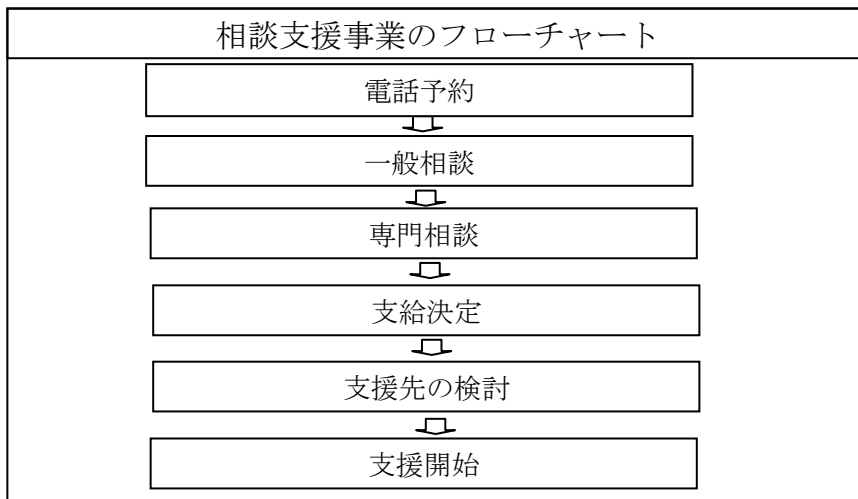 相談支援事業のフローチャート
電話予約
一般相談
専門相談
支給決定
支援先の検討
支援開始